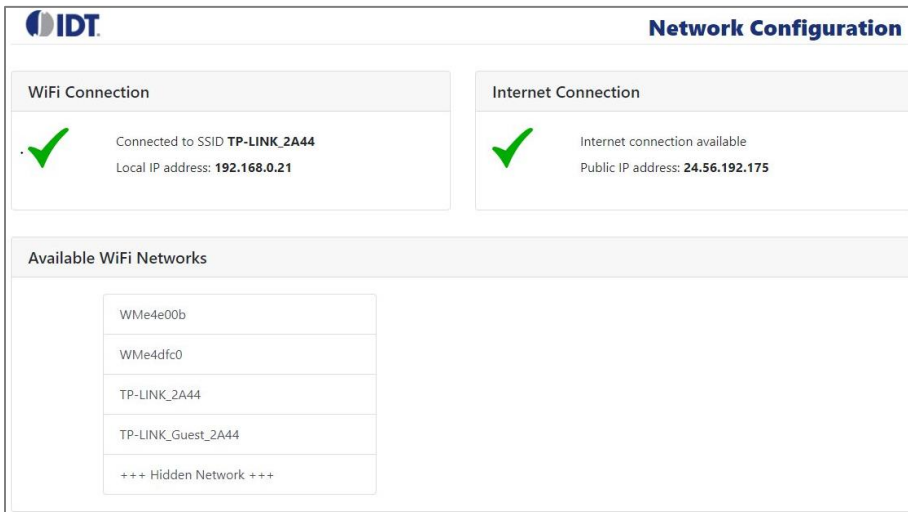 IDT.
Network Configuration
WiFi Connection
Connected to SSID TP-LINK_2A44
Local IP address: 192.168.0.21
Internet Connection
Internet connection available
Public IP address: 24.56.192.175
Available WiFi Networks
WMe4e00b
WMe4dfc0
TP-LINK_2A44
TP-LINK_Guest_2A44
+++ Hidden Network +++